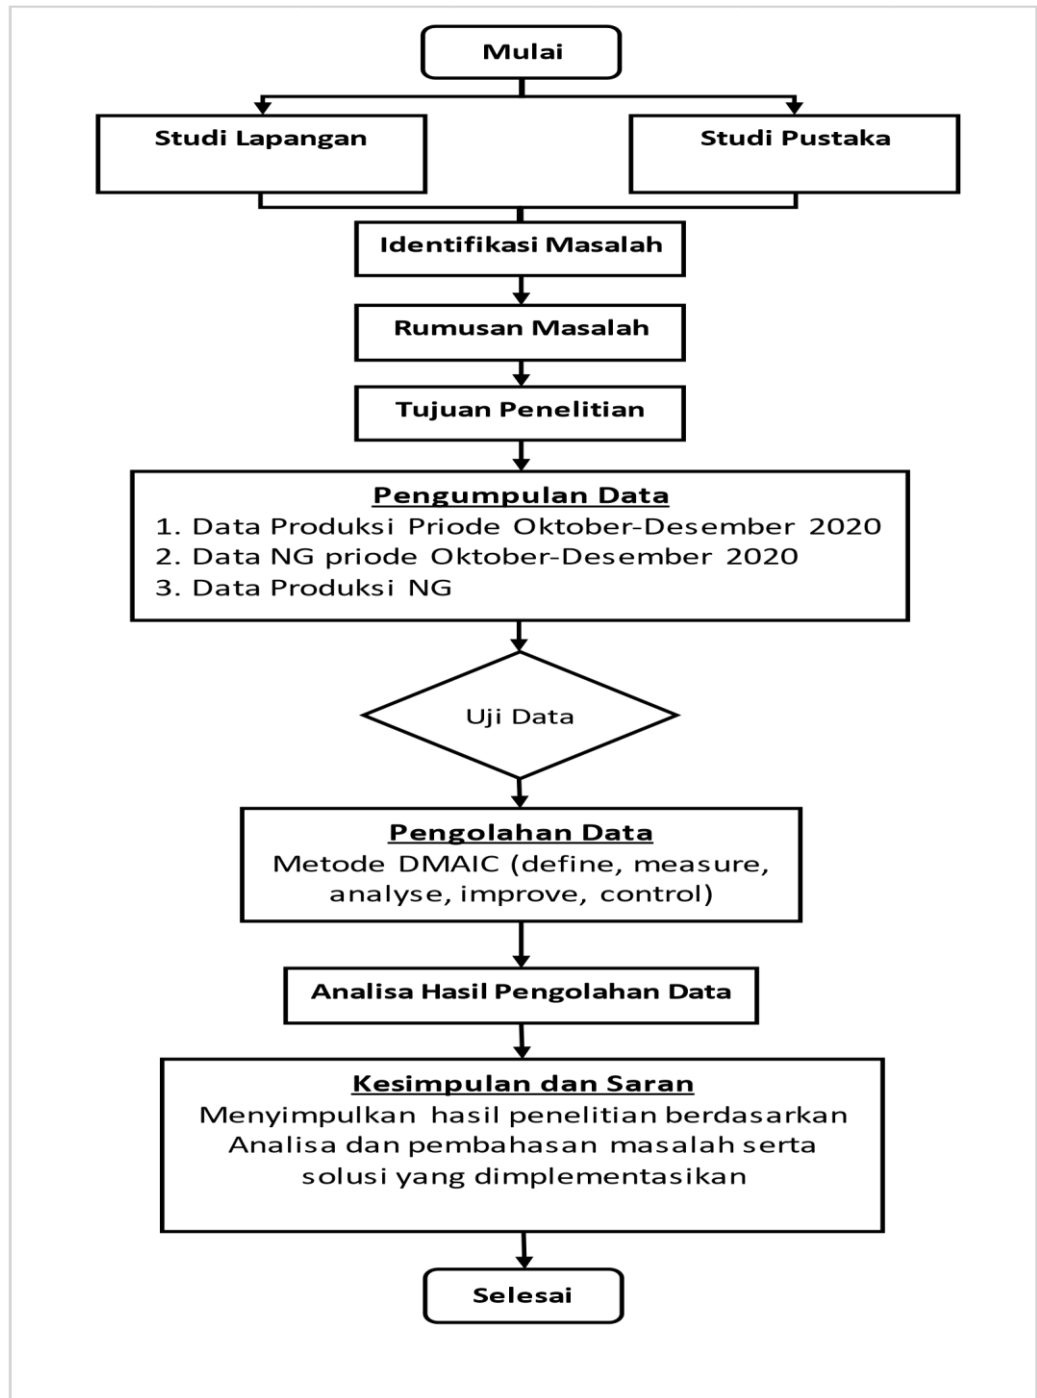 Mulai
Studi Lapangan
Studi Pustaka
Identifikasi Masalah
Rumusan Masalah
Tujuan Penelitian
Pengumpulan Data
1. Data Produksi Priode Oktober-Desember 2020
2. Data NG priode Oktober-Desember 2020
3. Data Produksi NG
Uji Data
Pengolahan Data
Metode DMAIC (define, measure,
analyse, improve, control)
Analisa Hasil Pengolahan Data
Kesimpulan dan Saran
Menyimpulkan hasil penelitian berdasarkan
Analisa dan pembahasan masalah serta
solusi yang dimplementasikan
Selesai